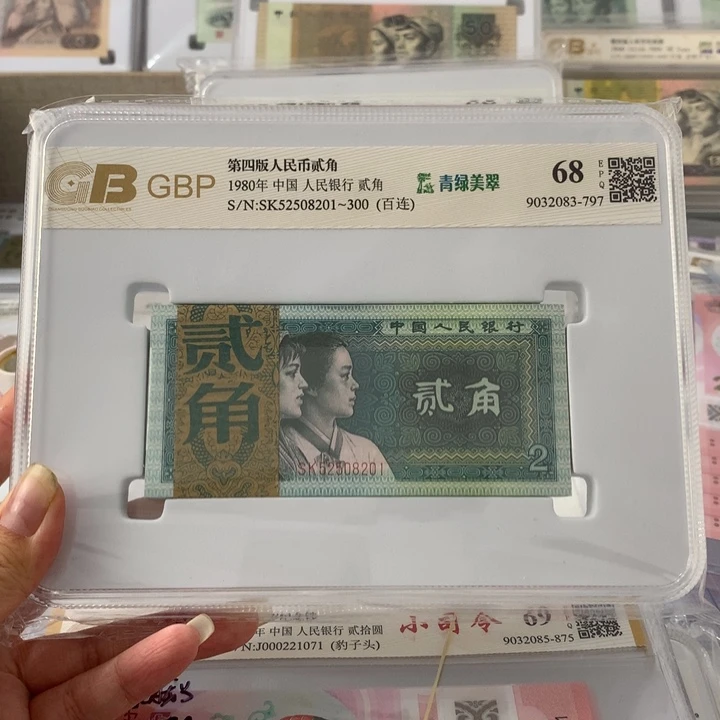 GB GBP
第四版人民币贰角
1980年 中国 人民银行 贰角
S/N:SK52508201~300 (百连)
青绿美翠
68
EPQ
9032083-797
贰角
中国人民银行
贰角
SK52508201
2
年 中国 人民银行 贰拾圆
/N:J000221071 (豹子头)
小司令
69
9032085-875